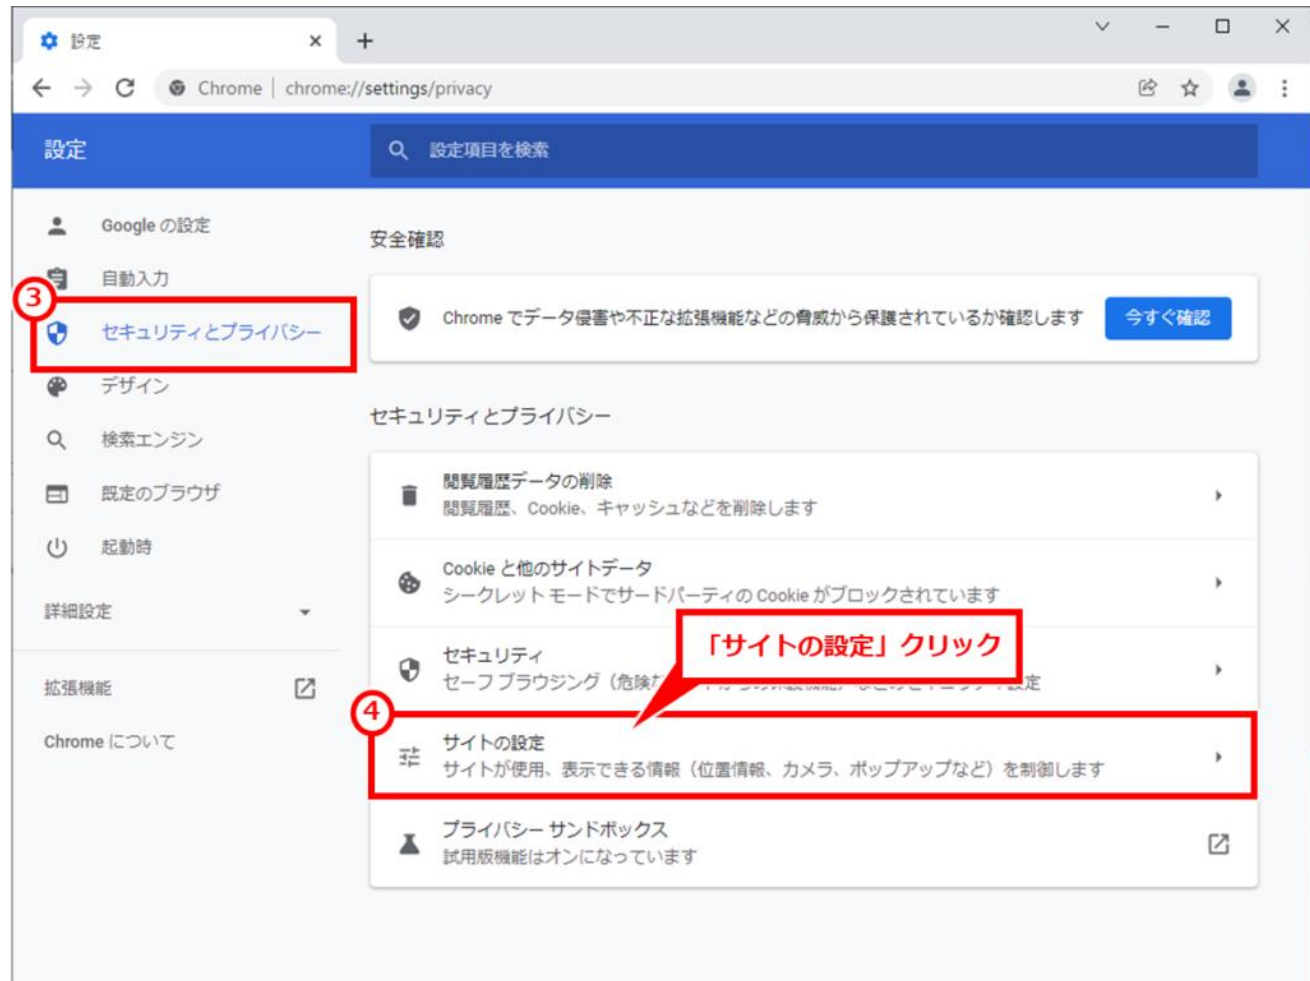 設定
Chrome | chrome://settings/privacy
設定
設定項目を検索
Google の設定
自動入力
③
セキュリティとプライバシー
デザイン
検索エンジン
既定のブラウザ
起動時
詳細設定
拡張機能
Chrome について
安全確認
Chrome でデータ侵害や不正な拡張機能などの脅威から保護されているか確認します
今すぐ確認
セキュリティとプライバシー
閲覧履歴データの削除
閲覧履歴、Cookie、キャッシュなどを削除します
Cookie と他のサイトデータ
シークレット モードでサードパーティの Cookie がブロックされています
「サイトの設定」クリック
セキュリティ
セーフ ブラウジング（危険な
設定
④
サイトの設定
サイトが使用、表示できる情報（位置情報、カメラ、ポップアップなど）を制御します
プライバシー サンドボックス
試用版機能はオンになっています